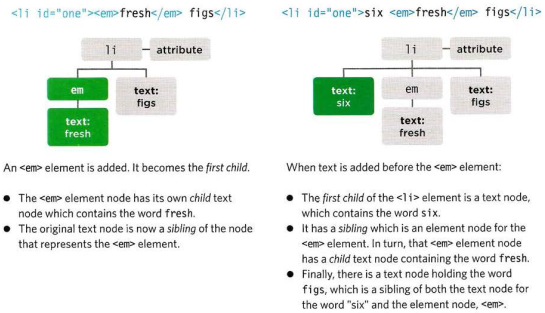 <li id="one"><em>fresh</em> figs</li>
li
attribute
em
text:
figs
text:
fresh
An <em> element is added. It becomes the first child.
● The <em> element node has its own child text
node which contains the word fresh.
● The original text node is now a sibling of the node
that represents the <em> element.
<li id="one">six <em>fresh</em> figs</li>
li
attribute
text:
six
em
text:
figs
text:
fresh
When text is added before the <em> element:
● The first child of the <li> element is a text node,
which contains the word six.
● It has a sibling which is an element node for the
<em> element. In turn, that <em> element node
has a child text node containing the word fresh.
● Finally, there is a text node holding the word
figs, which is a sibling of both the text node for
the word "six" and the element node, <em>.